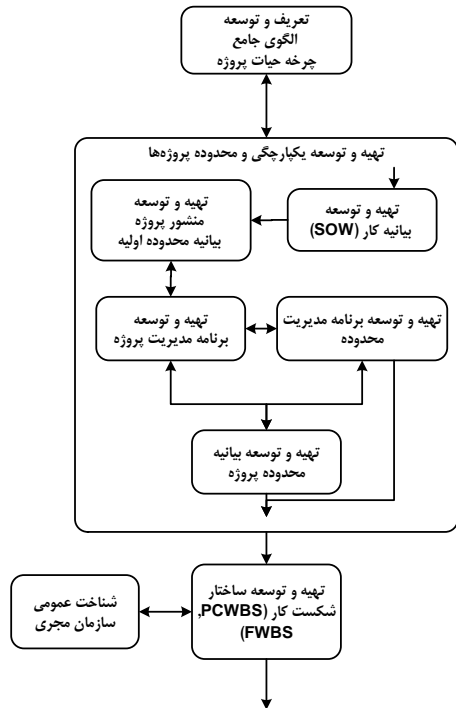 تعریف و توسعه
الگوی جامع
چرخه حیات پروژه
تهیه و توسعه یکپارچگی و محدوده پروژه‌ها
تهیه و توسعه
بیانیه کار (SOW)
تهیه و توسعه
منشور پروژه
بیانیه محدوده اولیه
تهیه و توسعه برنامه مدیریت
محدوده
تهیه و توسعه
برنامه مدیریت پروژه
تهیه و توسعه بیانیه
محدوده پروژه
تهیه و توسعه ساختار
شکست کار (PCWBS,
FWBS)
شناخت عمومی
سازمان مجری